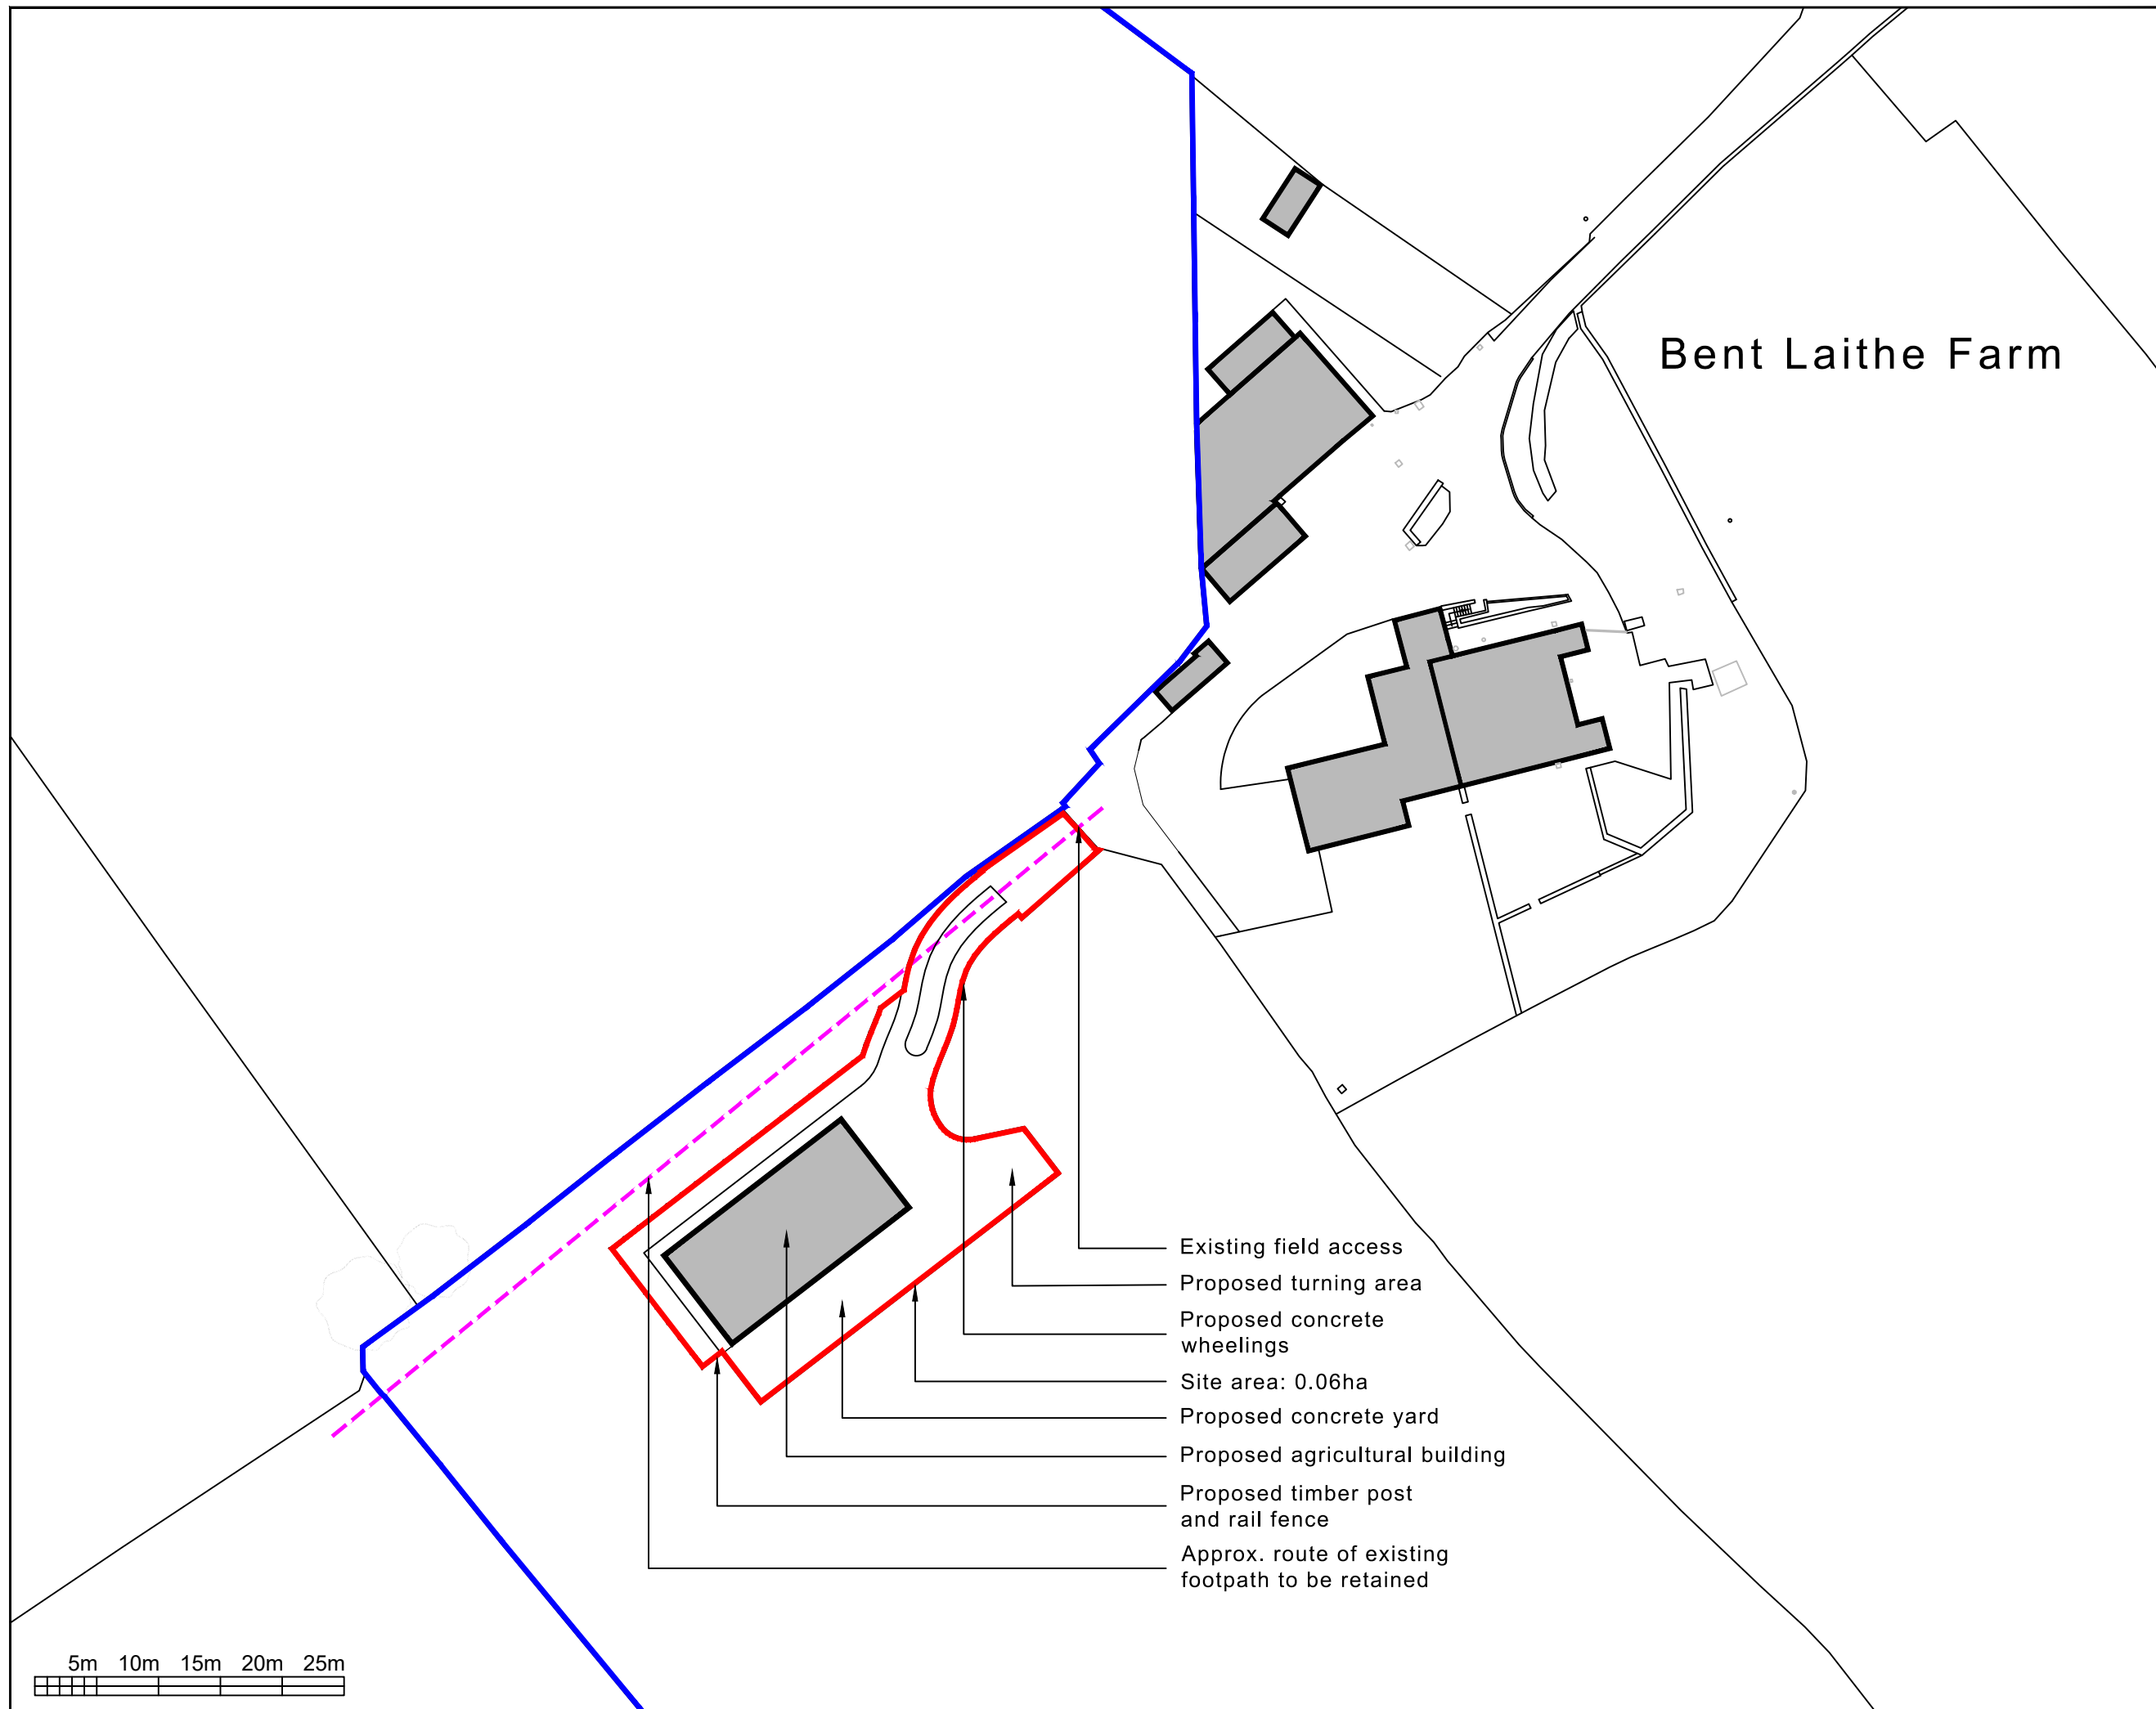 Bent Laithe Farm
Existing field access
Proposed turning area
Proposed concrete
wheelings
Site area: 0.06ha
Proposed concrete yard
Proposed agricultural building
Proposed timber post
and rail fence
Approx. route of existing
footpath to be retained
5m 10m 15m 20m 25m